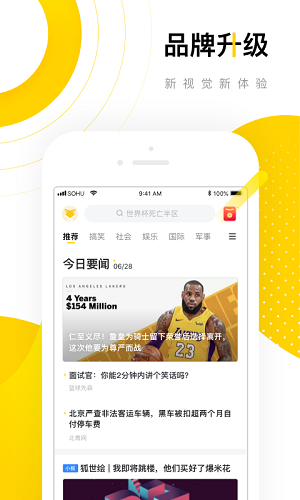 品牌升级
新视觉新体验
SOHU
9:41 AM
100%
世界杯死亡半区
推荐 搞笑 社会 娱乐 国际 军事
今日要闻 06/28
LOS ANGELES LAKERS
4 Years
$154 Million
仁至义尽！詹皇为骑士留下荣誉场选择离开，
这次他要为尊严而战
面试官：你能2分钟内讲个笑话吗？
篮球先森
北京严查非法客运车辆，黑车被扣超两个月自
付停车费
北青网
小狐 狐世绘 | 我即将跳楼，他们买好了爆米花